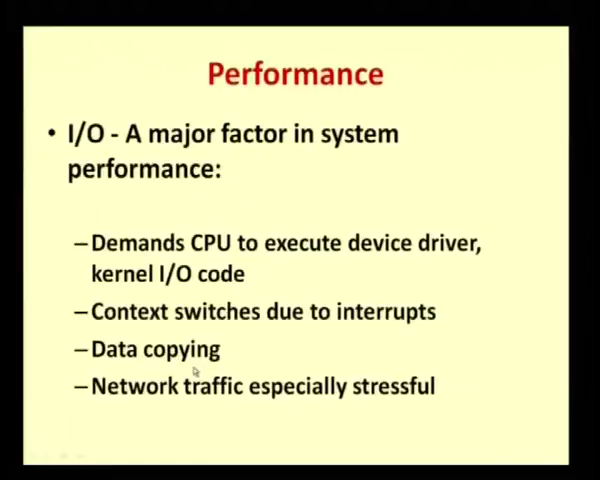 Performance
• I/O - A major factor in system
performance:
–Demands CPU to execute device driver,
kernel I/O code
–Context switches due to interrupts
–Data copying
–Network traffic especially stressful